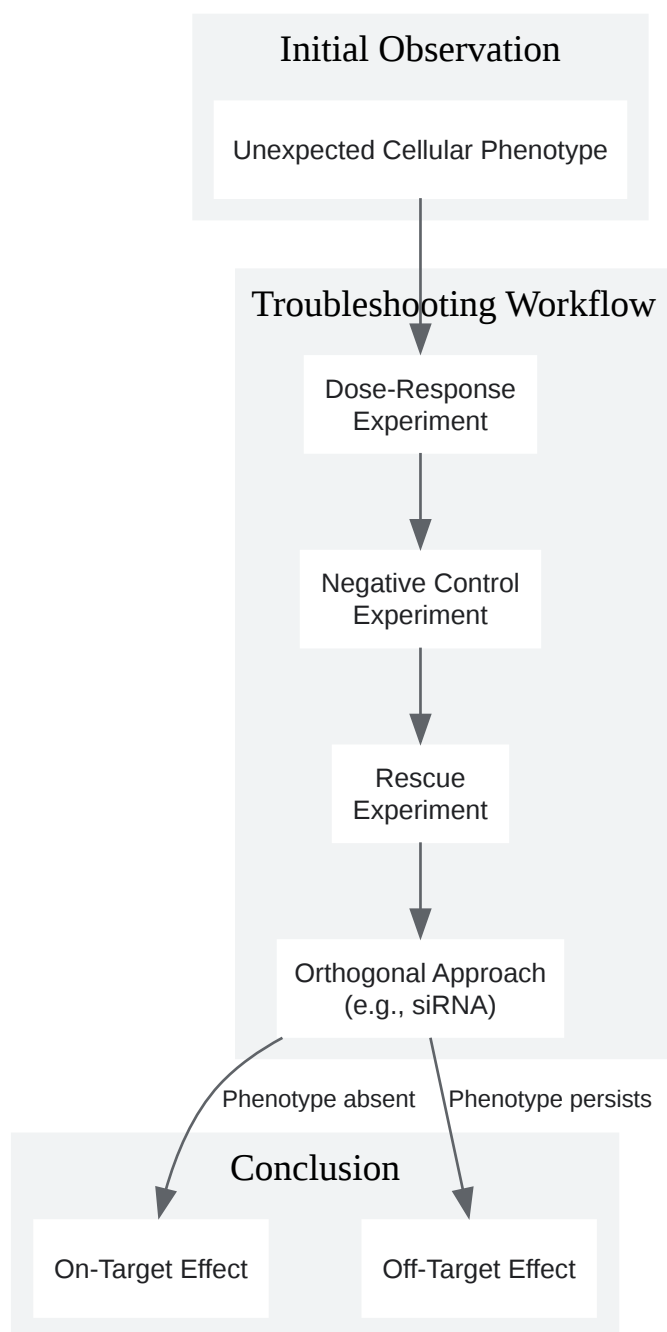 Initial Observation
Unexpected Cellular Phenotype
Troubleshooting Workflow
Dose-Response
Experiment
Negative Control
Experiment
Rescue
Experiment
Orthogonal Approach
(e.g., siRNA)
Phenotype absent
Phenotype persists
Conclusion
On-Target Effect
Off-Target Effect